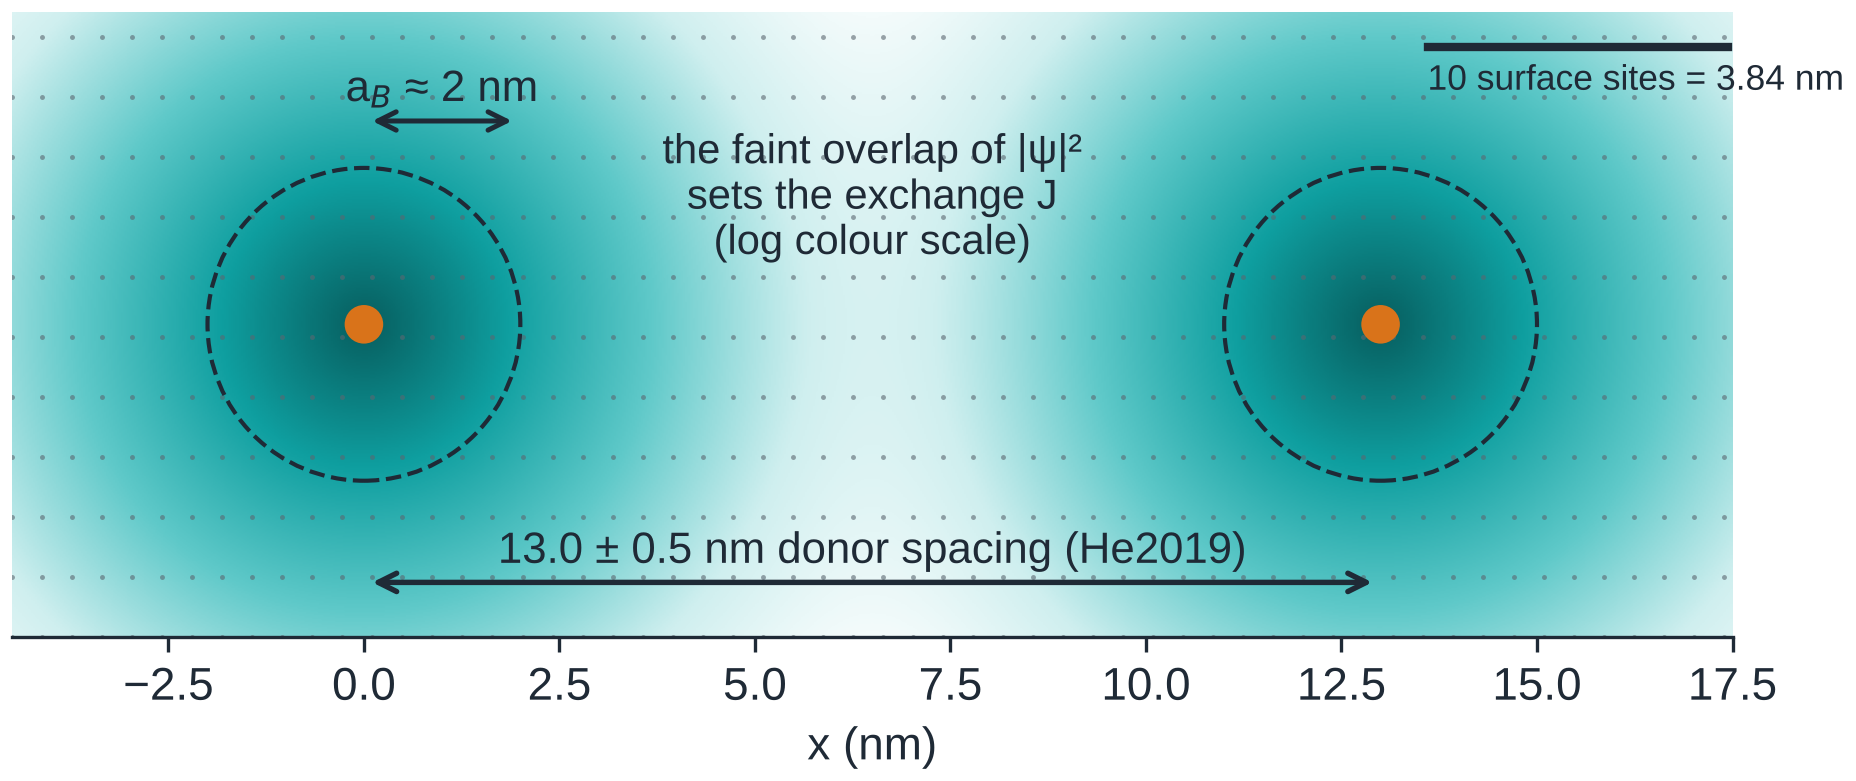 a_B ≈ 2 nm
10 surface sites = 3.84 nm
the faint overlap of |ψ|²
sets the exchange J
(log colour scale)
13.0 ± 0.5 nm donor spacing (He2019)
−2.5 0.0 2.5 5.0 7.5 10.0 12.5 15.0 17.5
x (nm)